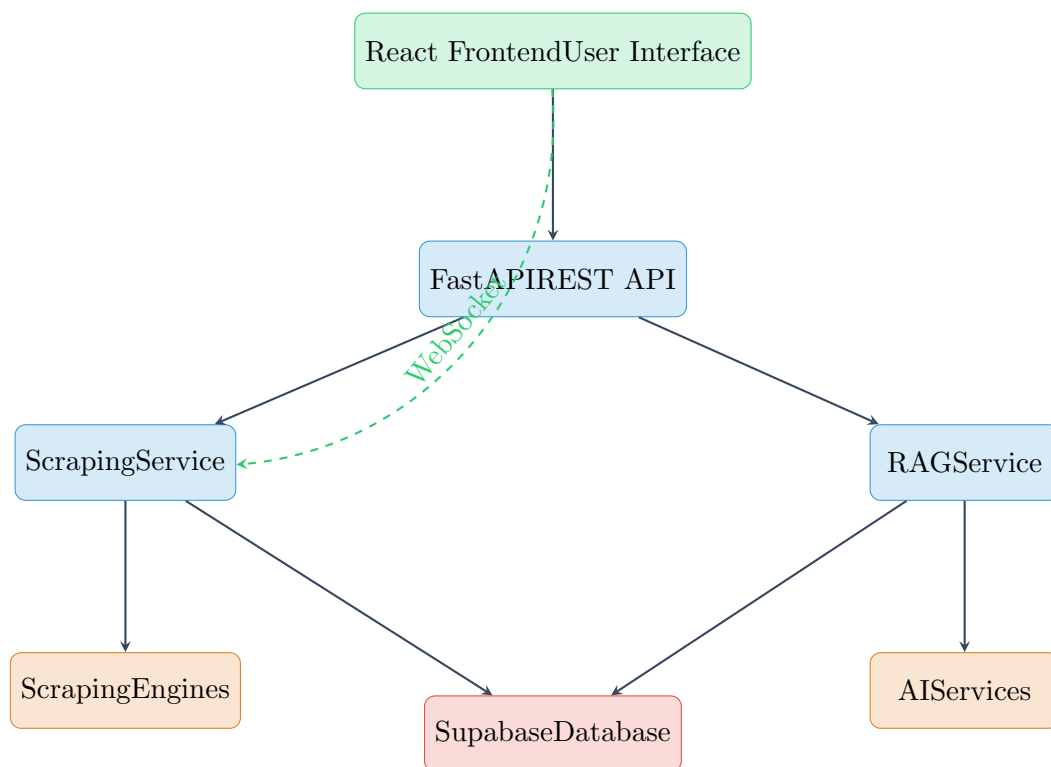 React FrontendUser Interface
FastAPIREST API
WebSocket
ScrapingService
RAGService
ScrapingEngines
AIServices
SupabaseDatabase